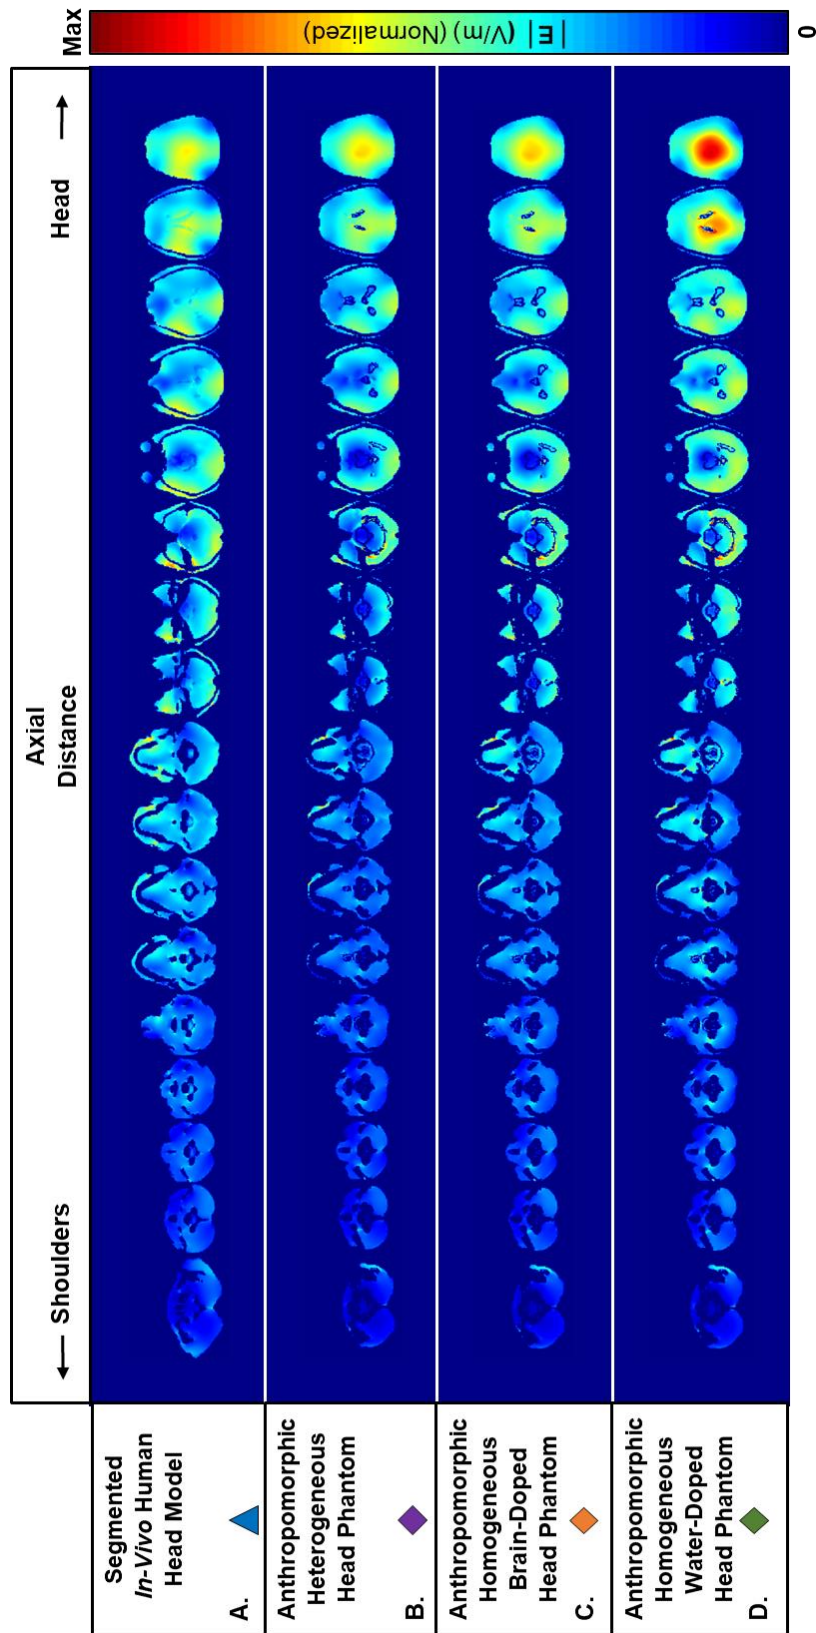 Axial
Distance
← Shoulders
Head →
Max
|E| (V/m) (Normalized)
0
Segmented
In-Vivo Human
Head Model
A.
Anthropomorphic
Heterogeneous
Head Phantom
B.
Anthropomorphic
Homogeneous
Brain-Doped
Head Phantom
C.
Anthropomorphic
Homogeneous
Water-Doped
Head Phantom
D.